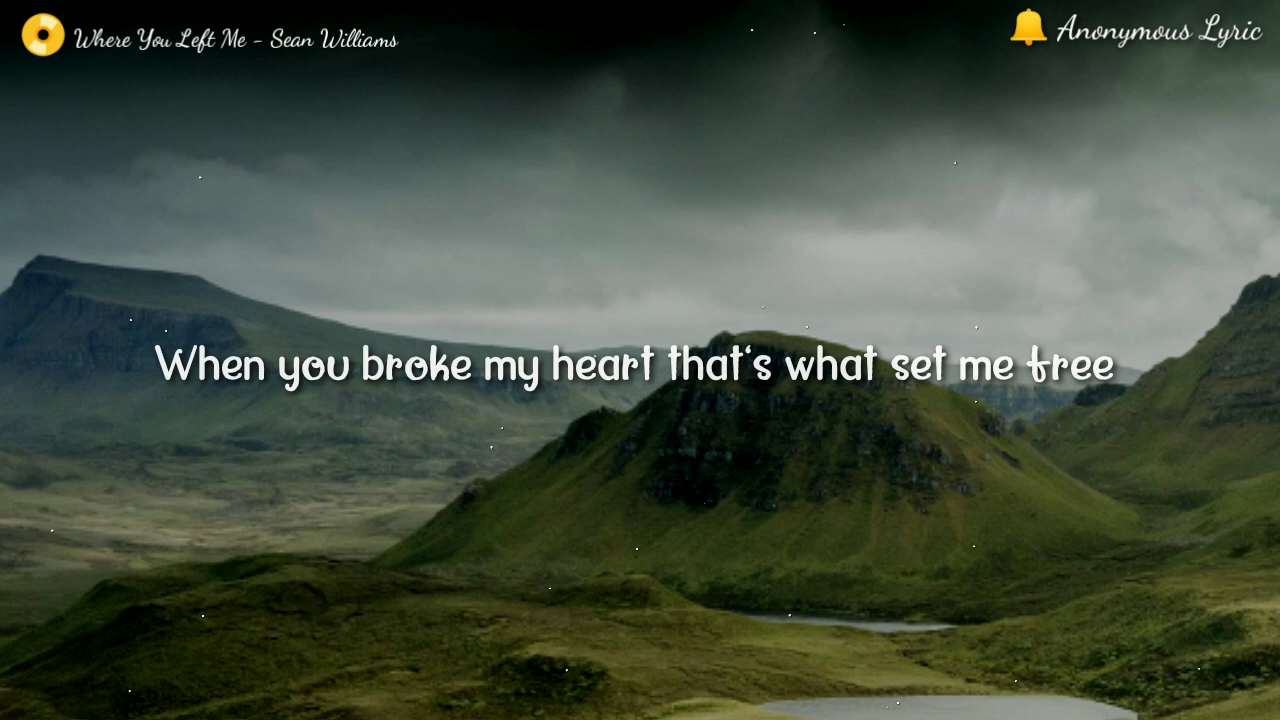 Where You Left Me - Sean Williams
Anonymous Lyric
When you broke my heart that's what set me free